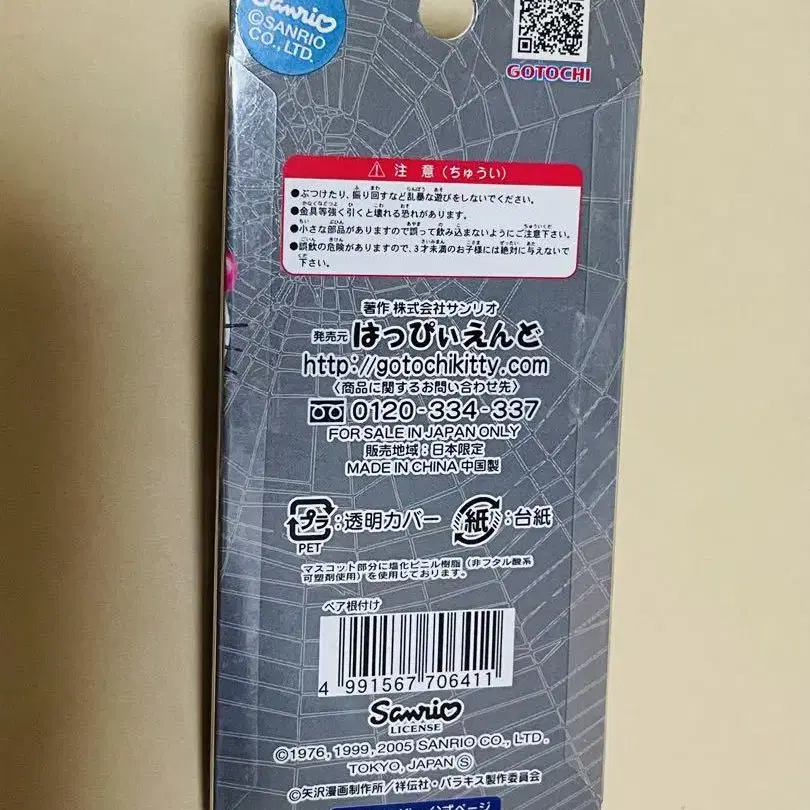 Sanrio
©SANRIO
CO., LTD.
GOTOCHI
注 意 (ちゅうい)
●ぶつけたり、振り回すなど乱暴な遊びをしないでください。
●金具等強く引くと壊れる恐れがあります。
●小さな部品がありますので誤って飲み込まないようにご注意下さい。
●誤飲の危険がありますので、3才未満のお子様には絶対に与えないで
下さい。
著作 株式会社サンリオ
発売元 はっぴぃえんど
http://gotochikitty.com
〈商品に関するお問い合わせ先〉
0120-334-337
FOR SALE IN JAPAN ONLY
販売地域:日本限定
MADE IN CHINA 中国製
プラ:透明カバー 紙:台紙
PET
マスコット部分に塩化ビニル樹脂(非フタル酸系
可塑剤使用)を使用しております。
ペア根付け
4 991567 706411
Sanrio
LICENSE
©1976, 1999, 2005 SANRIO CO., LTD.
TOKYO, JAPAN Ⓢ
©矢沢漫画制作所/祥伝社・パラキス製作委員会